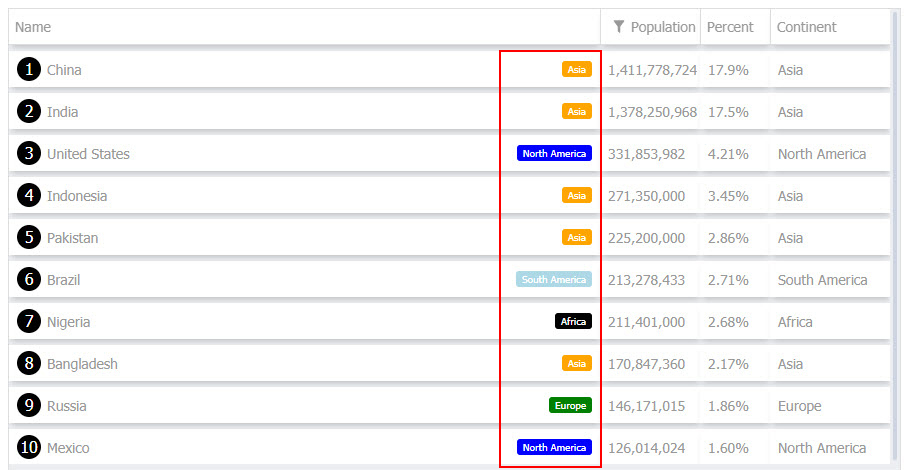 Name Population Percent Continent
1 China Asia 1,411,778,724 17.9% Asia
2 India Asia 1,378,250,968 17.5% Asia
3 United States North America 331,853,982 4.21% North America
4 Indonesia Asia 271,350,000 3.45% Asia
5 Pakistan Asia 225,200,000 2.86% Asia
6 Brazil South America 213,278,433 2.71% South America
7 Nigeria Africa 211,401,000 2.68% Africa
8 Bangladesh Asia 170,847,360 2.17% Asia
9 Russia Europe 146,171,015 1.86% Europe
10 Mexico North America 126,014,024 1.60% North America